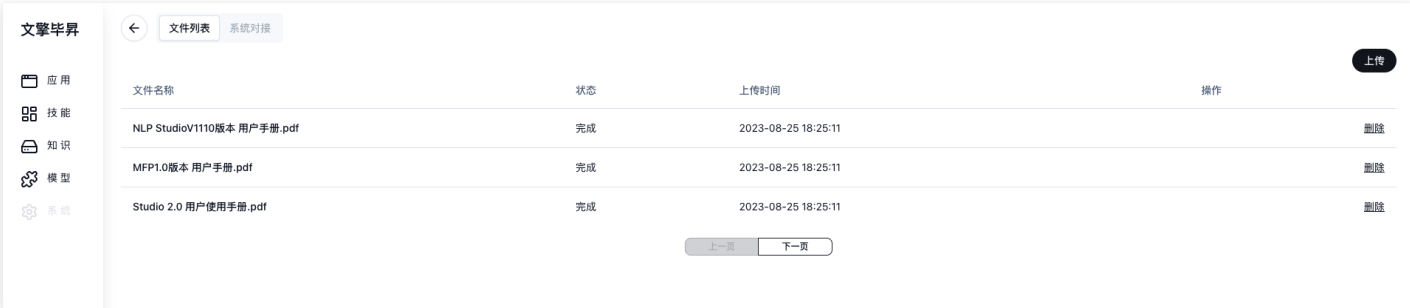 文擎毕昇
文件列表 系统对接
上传
应用
技能
知识
模型
系统
文件名称 状态 上传时间 操作
NLP StudioV1110版本 用户手册.pdf 完成 2023-08-25 18:25:11 删除
MFP1.0版本 用户手册.pdf 完成 2023-08-25 18:25:11 删除
Studio 2.0 用户使用手册.pdf 完成 2023-08-25 18:25:11 删除
上一页 下一页